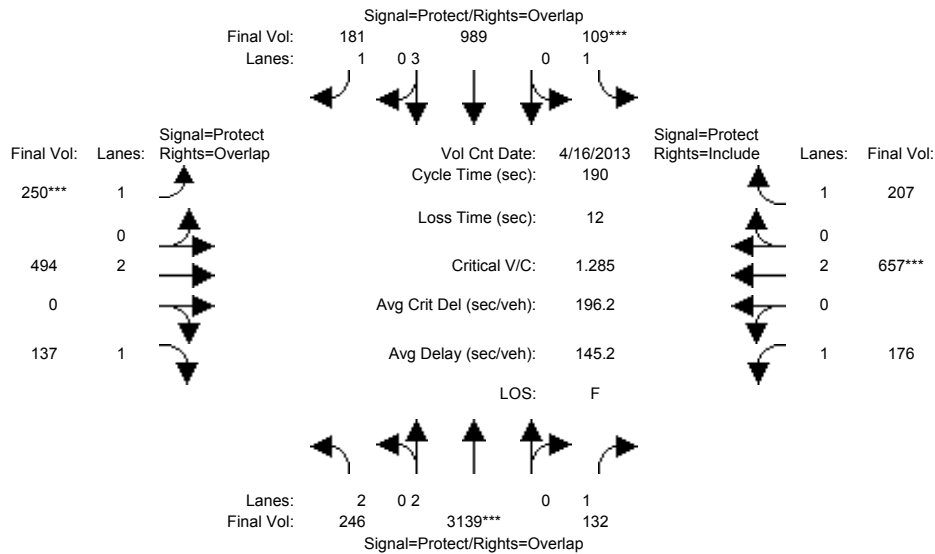 Signal=Protect/Rights=Overlap
Final Vol: 181 989 109***
Lanes: 1 0 3 0 1
Signal=Protect
Final Vol: Lanes: Rights=Overlap
Vol Cnt Date: 4/16/2013
Signal=Protect
Rights=Include Lanes: Final Vol:
Cycle Time (sec): 190
250*** 1
1 207
Loss Time (sec): 12
0
0
494 2
Critical V/C: 1.285
2 657***
0
Avg Crit Del (sec/veh): 196.2
0
137 1
Avg Delay (sec/veh): 145.2
1 176
LOS: F
Lanes: 2 0 2 0 1
Final Vol: 246 3139*** 132
Signal=Protect/Rights=Overlap